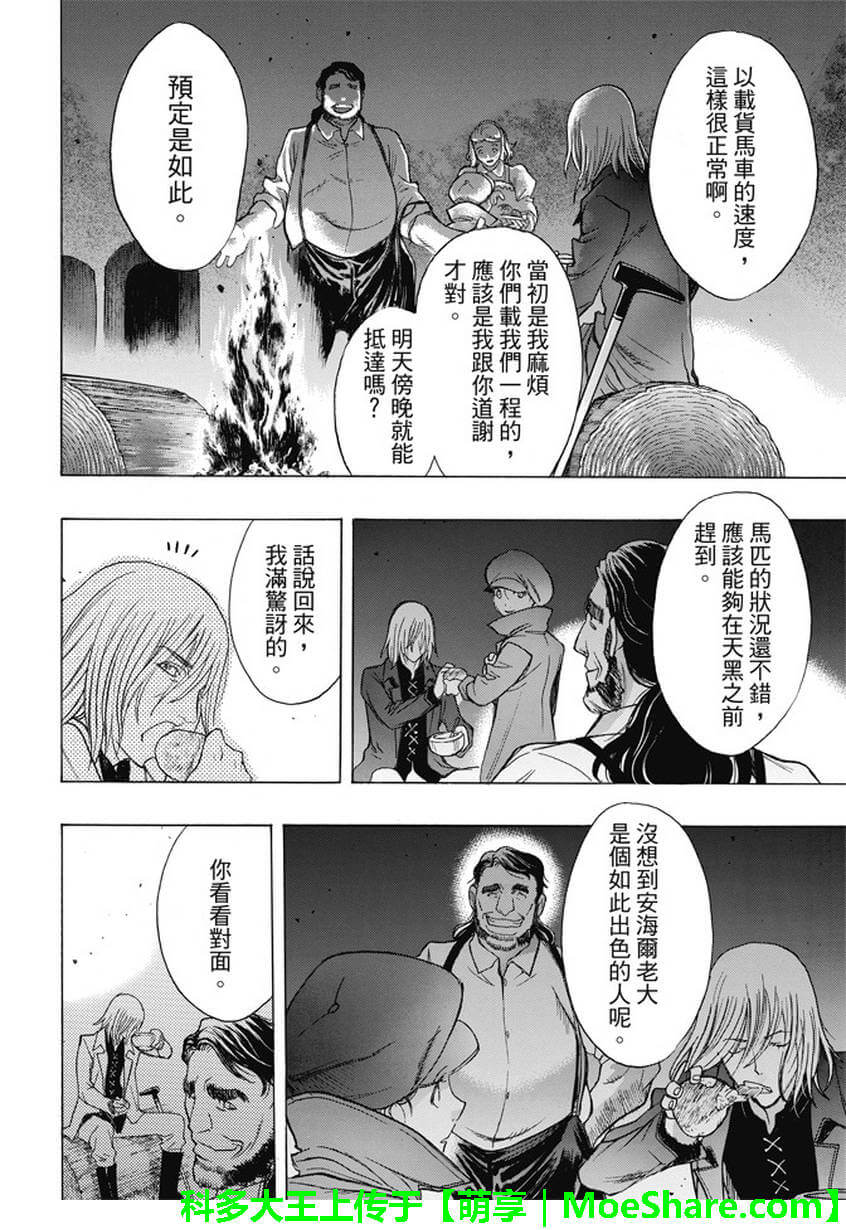 以載貨馬車的速度，
這樣很正常啊。
當初是我麻煩
你們載我們一程的，
應該是我跟你道謝
才對。
明天傍晚就能
抵達嗎？
預定是如此。
馬匹的狀況還不錯，
應該能夠在天黑之前
趕到。
話說回來，
我滿驚訝的。
沒想到安海爾老大
是個如此出色的人呢。
你看看對面。
科多大王上传于【萌享｜MoeShare.com】